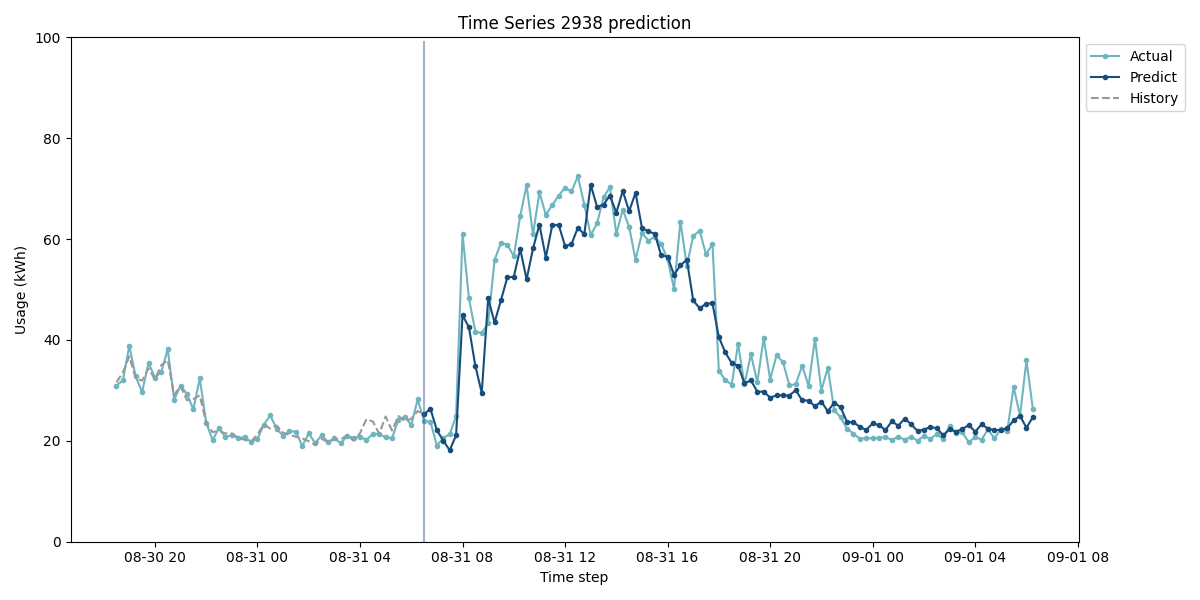 Time Series 2938 prediction
100
80
60
40
20
0
Usage (kWh)
08-30 20
08-31 00
08-31 04
08-31 08
08-31 12
08-31 16
08-31 20
09-01 00
09-01 04
09-01 08
Time step
Actual
Predict
History